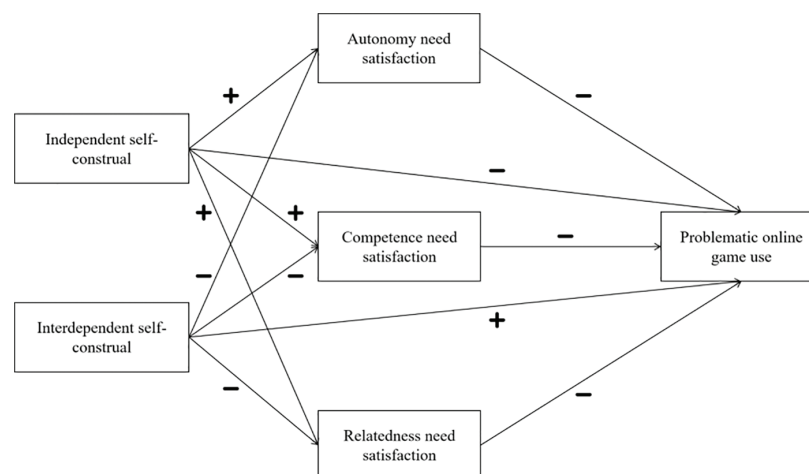 Autonomy need
satisfaction
+
−
Independent self-
construal
−
+
+
Competence need
satisfaction
−
Problematic online
game use
−
−
Interdependent self-
construal
+
−
−
Relatedness need
satisfaction